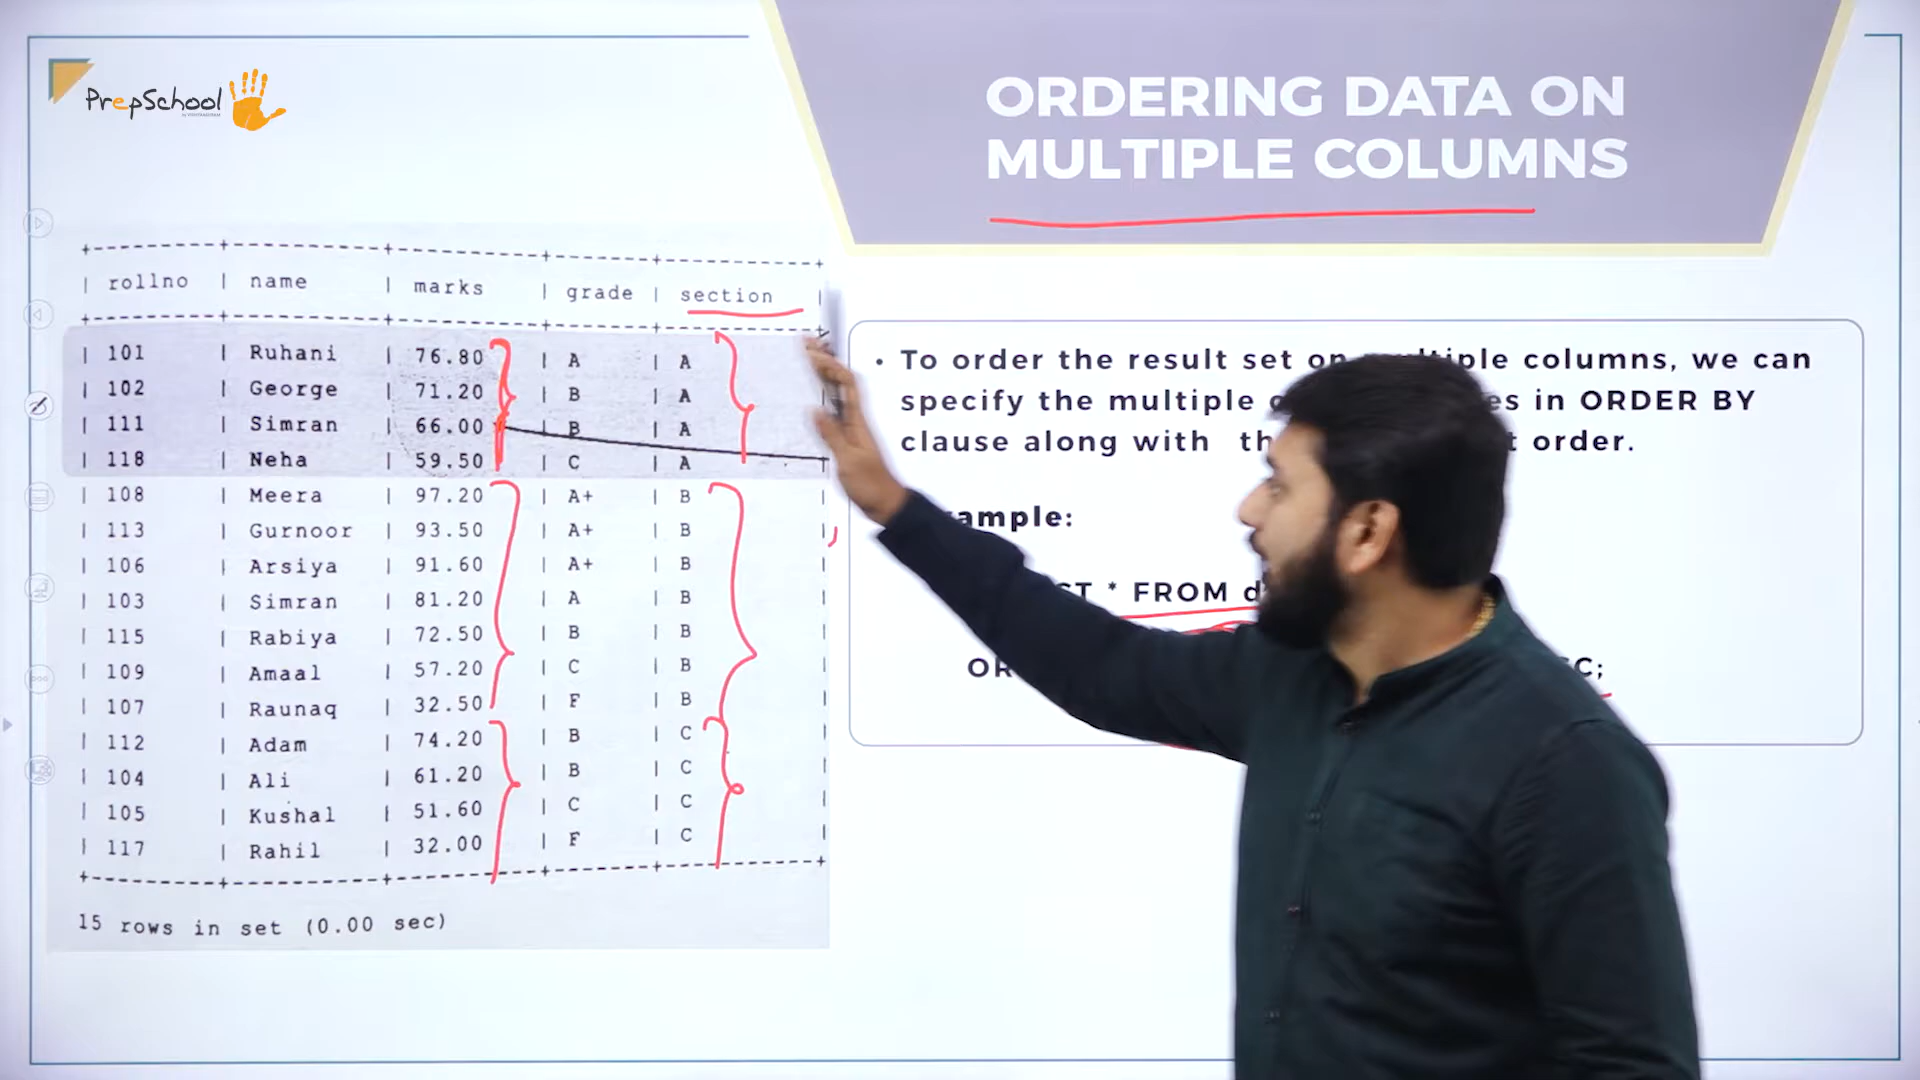 PrepSchool
ORDERING DATA ON
MULTIPLE COLUMNS
| rollno | name | marks | grade | section |
| 101 | Ruhani | 76.80 | A | A
| 102 | George | 71.20 | B | A
| 111 | Simran | 66.00 | B | A
| 118 | Neha | 59.50 | C | A
| 108 | Meera | 97.20 | A+ | B |
| 113 | Gurnoor | 93.50 | A+ | B |
| 106 | Arsiya | 91.60 | A+ | B |
| 103 | Simran | 81.20 | A | B |
| 115 | Rabiya | 72.50 | B | B |
| 109 | Amaal | 57.20 | C | B |
| 107 | Raunaq | 32.50 | F | B |
| 112 | Adam | 74.20 | B | C |
| 104 | Ali | 61.20 | B | C |
| 105 | Kushal | 51.60 | C | C |
| 117 | Rahil | 32.00 | F | C |
15 rows in set (0.00 sec)
• To order the result set on multiple columns, we can
specify the multiple in ORDER BY
clause along with order.
* FROM